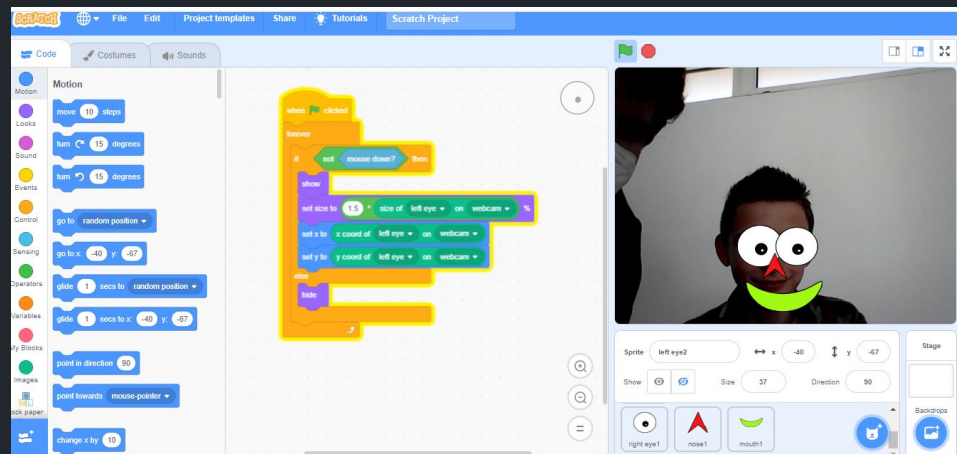 SCRATCH File Edit Project templates Share Tutorials Scratch Project
Code Costumes Sounds
Motion
Looks
Sound
Events
Control
Sensing
Operators
Variables
My Blocks
Images
ock paper
Motion
move 10 steps
turn 15 degrees
turn 15 degrees
go to random position
go to x: -40 y: -67
glide 1 secs to random position
glide 1 secs to x: -40 y: -67
point in direction 90
point towards mouse-pointer
change x by 10
when clicked
forever
if not mouse down? then
show
set size to 1.5 * size of left eye on webcam %
set x to x coord of left eye on webcam
set y to y coord of left eye on webcam
else
hide
Sprite left eye2 x -40 y -67
Show Size 37 Direction 90
right eye1 nose1 mouth1
Stage
Backdrops